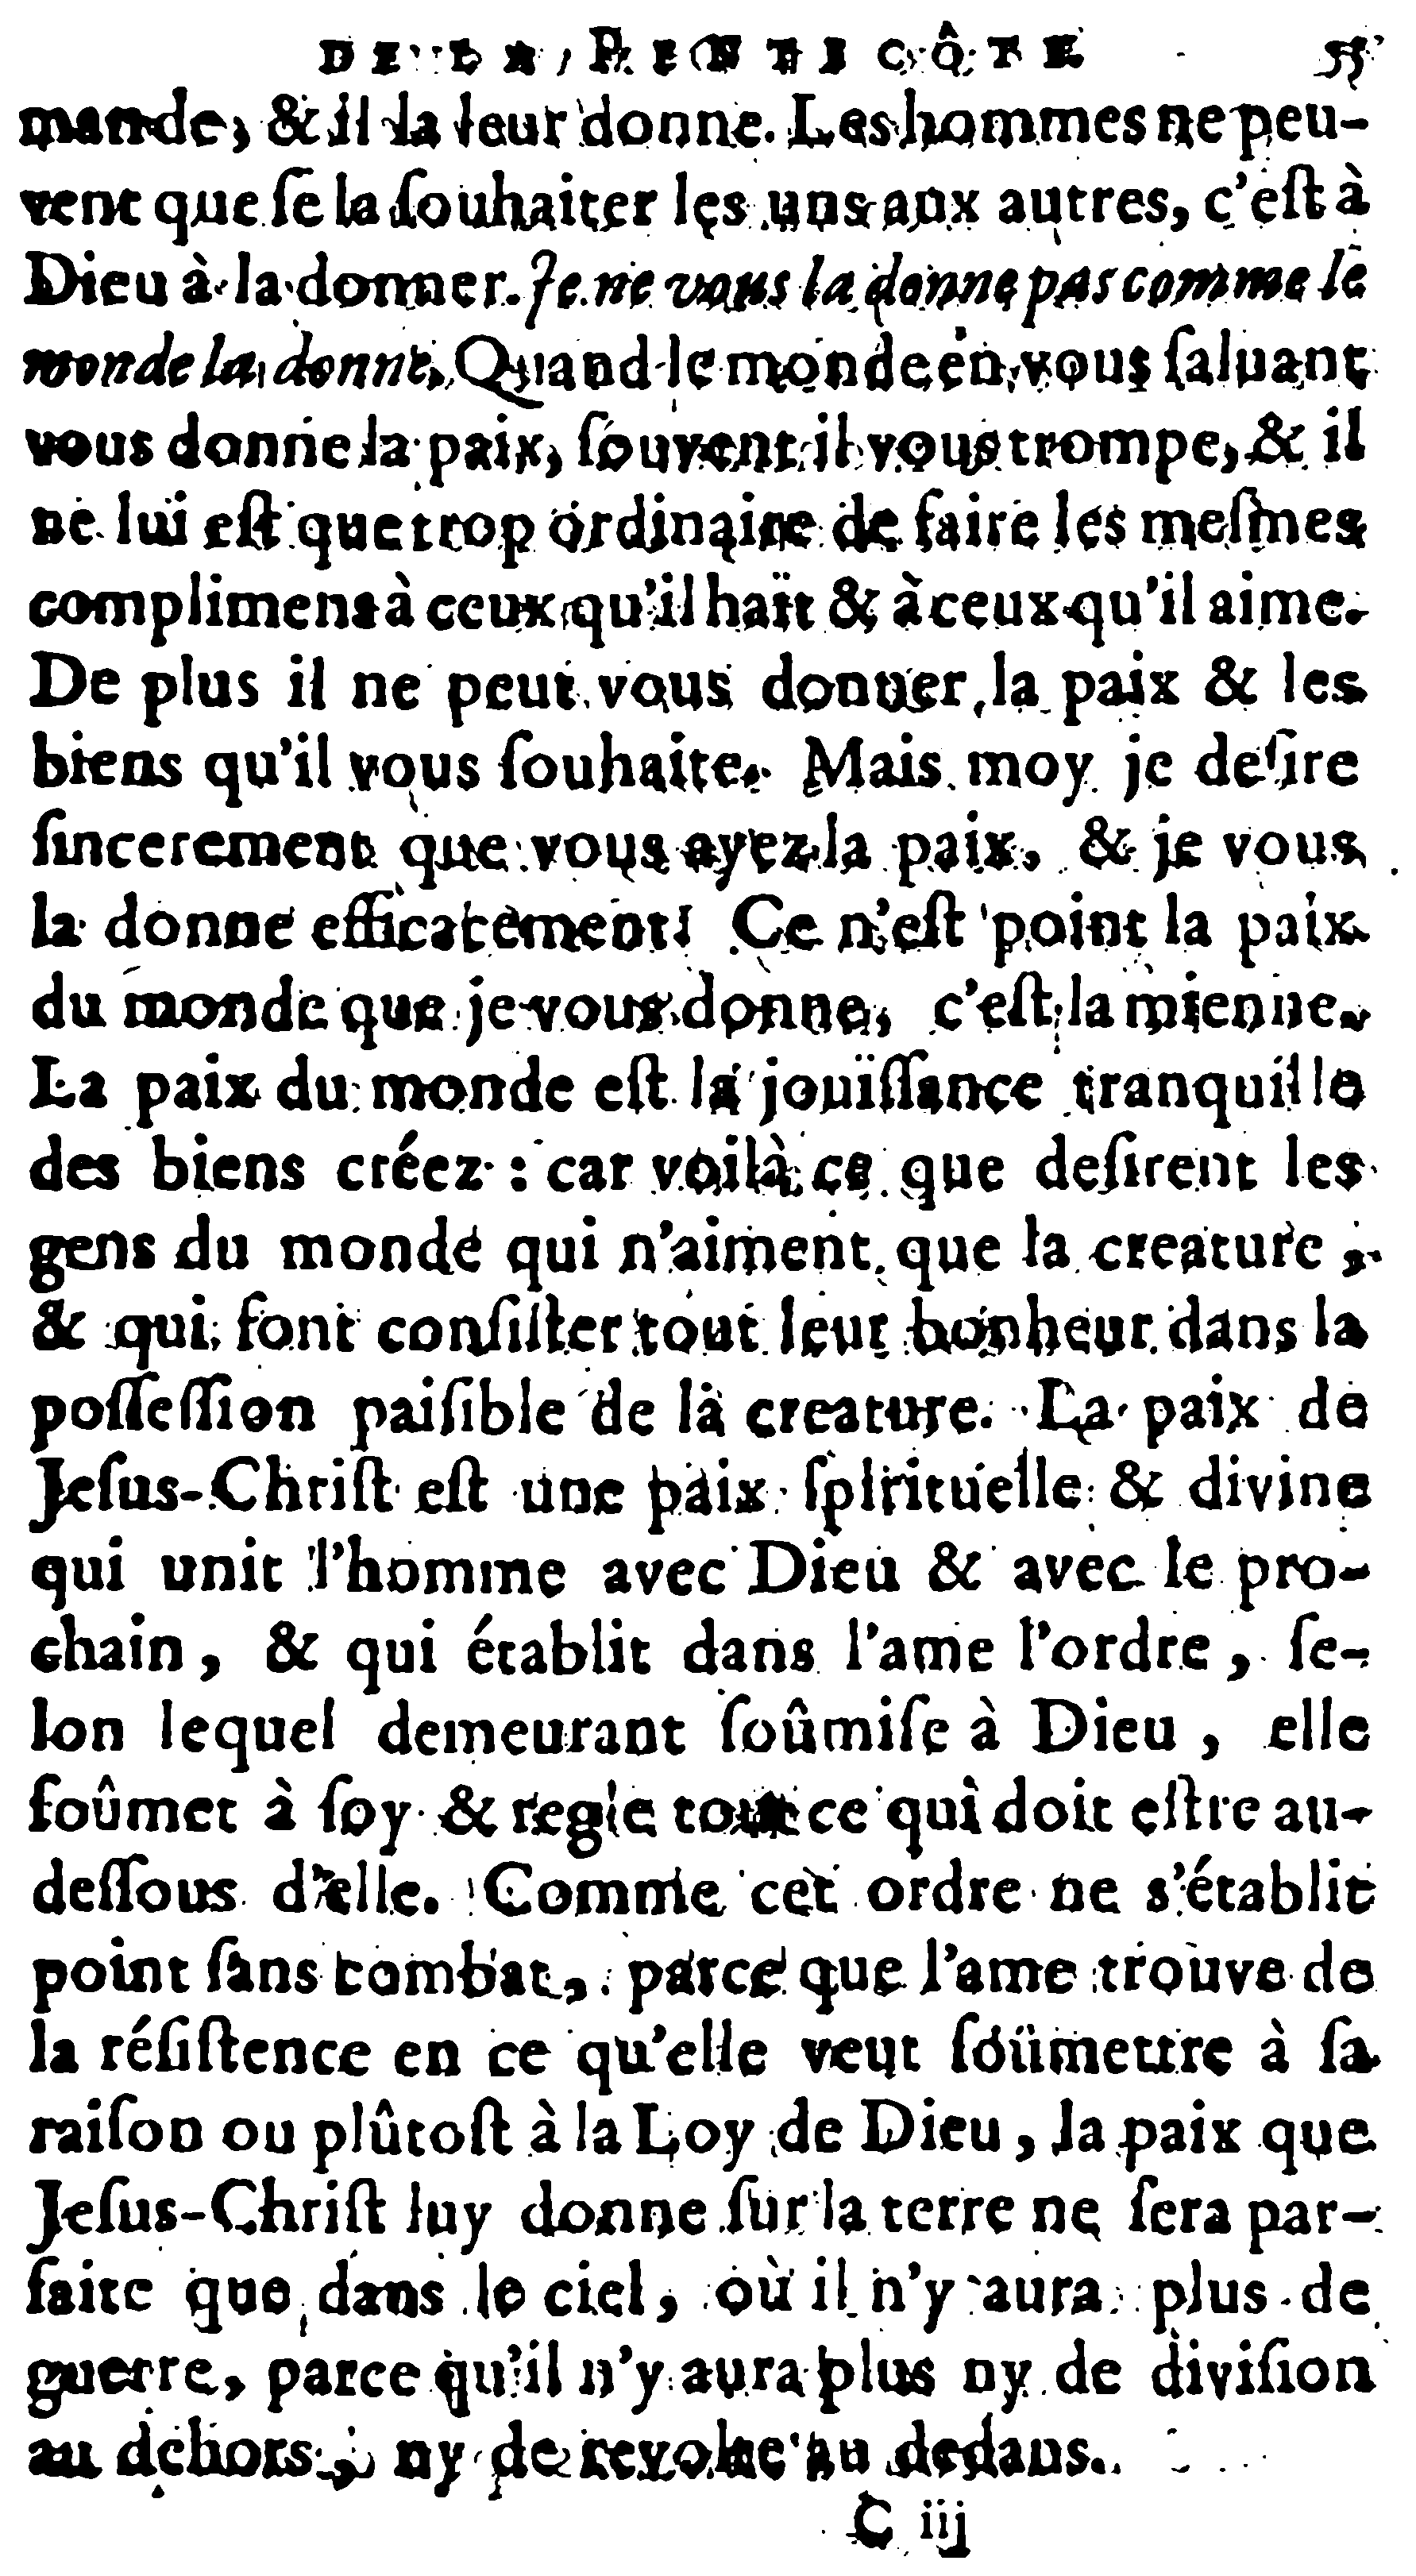 DE LA PENTECÔTE 55
mande, & il la leur donne. Les hommes ne peu-
vent que ſe la ſouhaiter les uns aux autres, c'eſt à
Dieu à la donner. Je ne vous la donne pas comme le
monde la donne. Quand le monde en vous ſaluant
vous donne la paix, ſouvent il vous trompe, & il
ne lui eſt que trop ordinaire de faire les meſmes
complimens à ceux qu'il haït & à ceux qu'il aime.
De plus il ne peut vous donner la paix & les
biens qu'il vous ſouhaite. Mais moy je deſire
ſincerement que vous ayez la paix, & je vous
la donne efficacement. Ce n'eſt point la paix
du monde que je vous donne, c'eſt la mienne.
La paix du monde eſt la jouïſſance tranquille
des biens créez : car voilà ce que deſirent les
gens du monde qui n'aiment que la creature ;
& qui font conſiſter tout leur bonheur dans la
poſſeſſion paiſible de la creature. La paix de
Jeſus-Chriſt eſt une paix ſpirituelle & divine
qui unit l'homme avec Dieu & avec le pro-
chain, & qui établit dans l'ame l'ordre, ſe-
lon lequel demeurant ſoûmiſe à Dieu, elle
ſoûmet à ſoy & regle tout ce qui doit eſtre au-
deſſous d'elle. Comme cet ordre ne s'établit
point ſans combat, parce que l'ame trouve de
la réſiſtence en ce qu'elle veut ſoûmettre à ſa
raiſon ou plûtoſt à la Loy de Dieu, la paix que
Jeſus-Chriſt luy donne ſur la terre ne ſera par-
faite que dans le ciel, où il n'y aura plus de
guerre, parce qu'il n'y aura plus ny de diviſion
au dehors, ny de revolte au dedans.
C iij